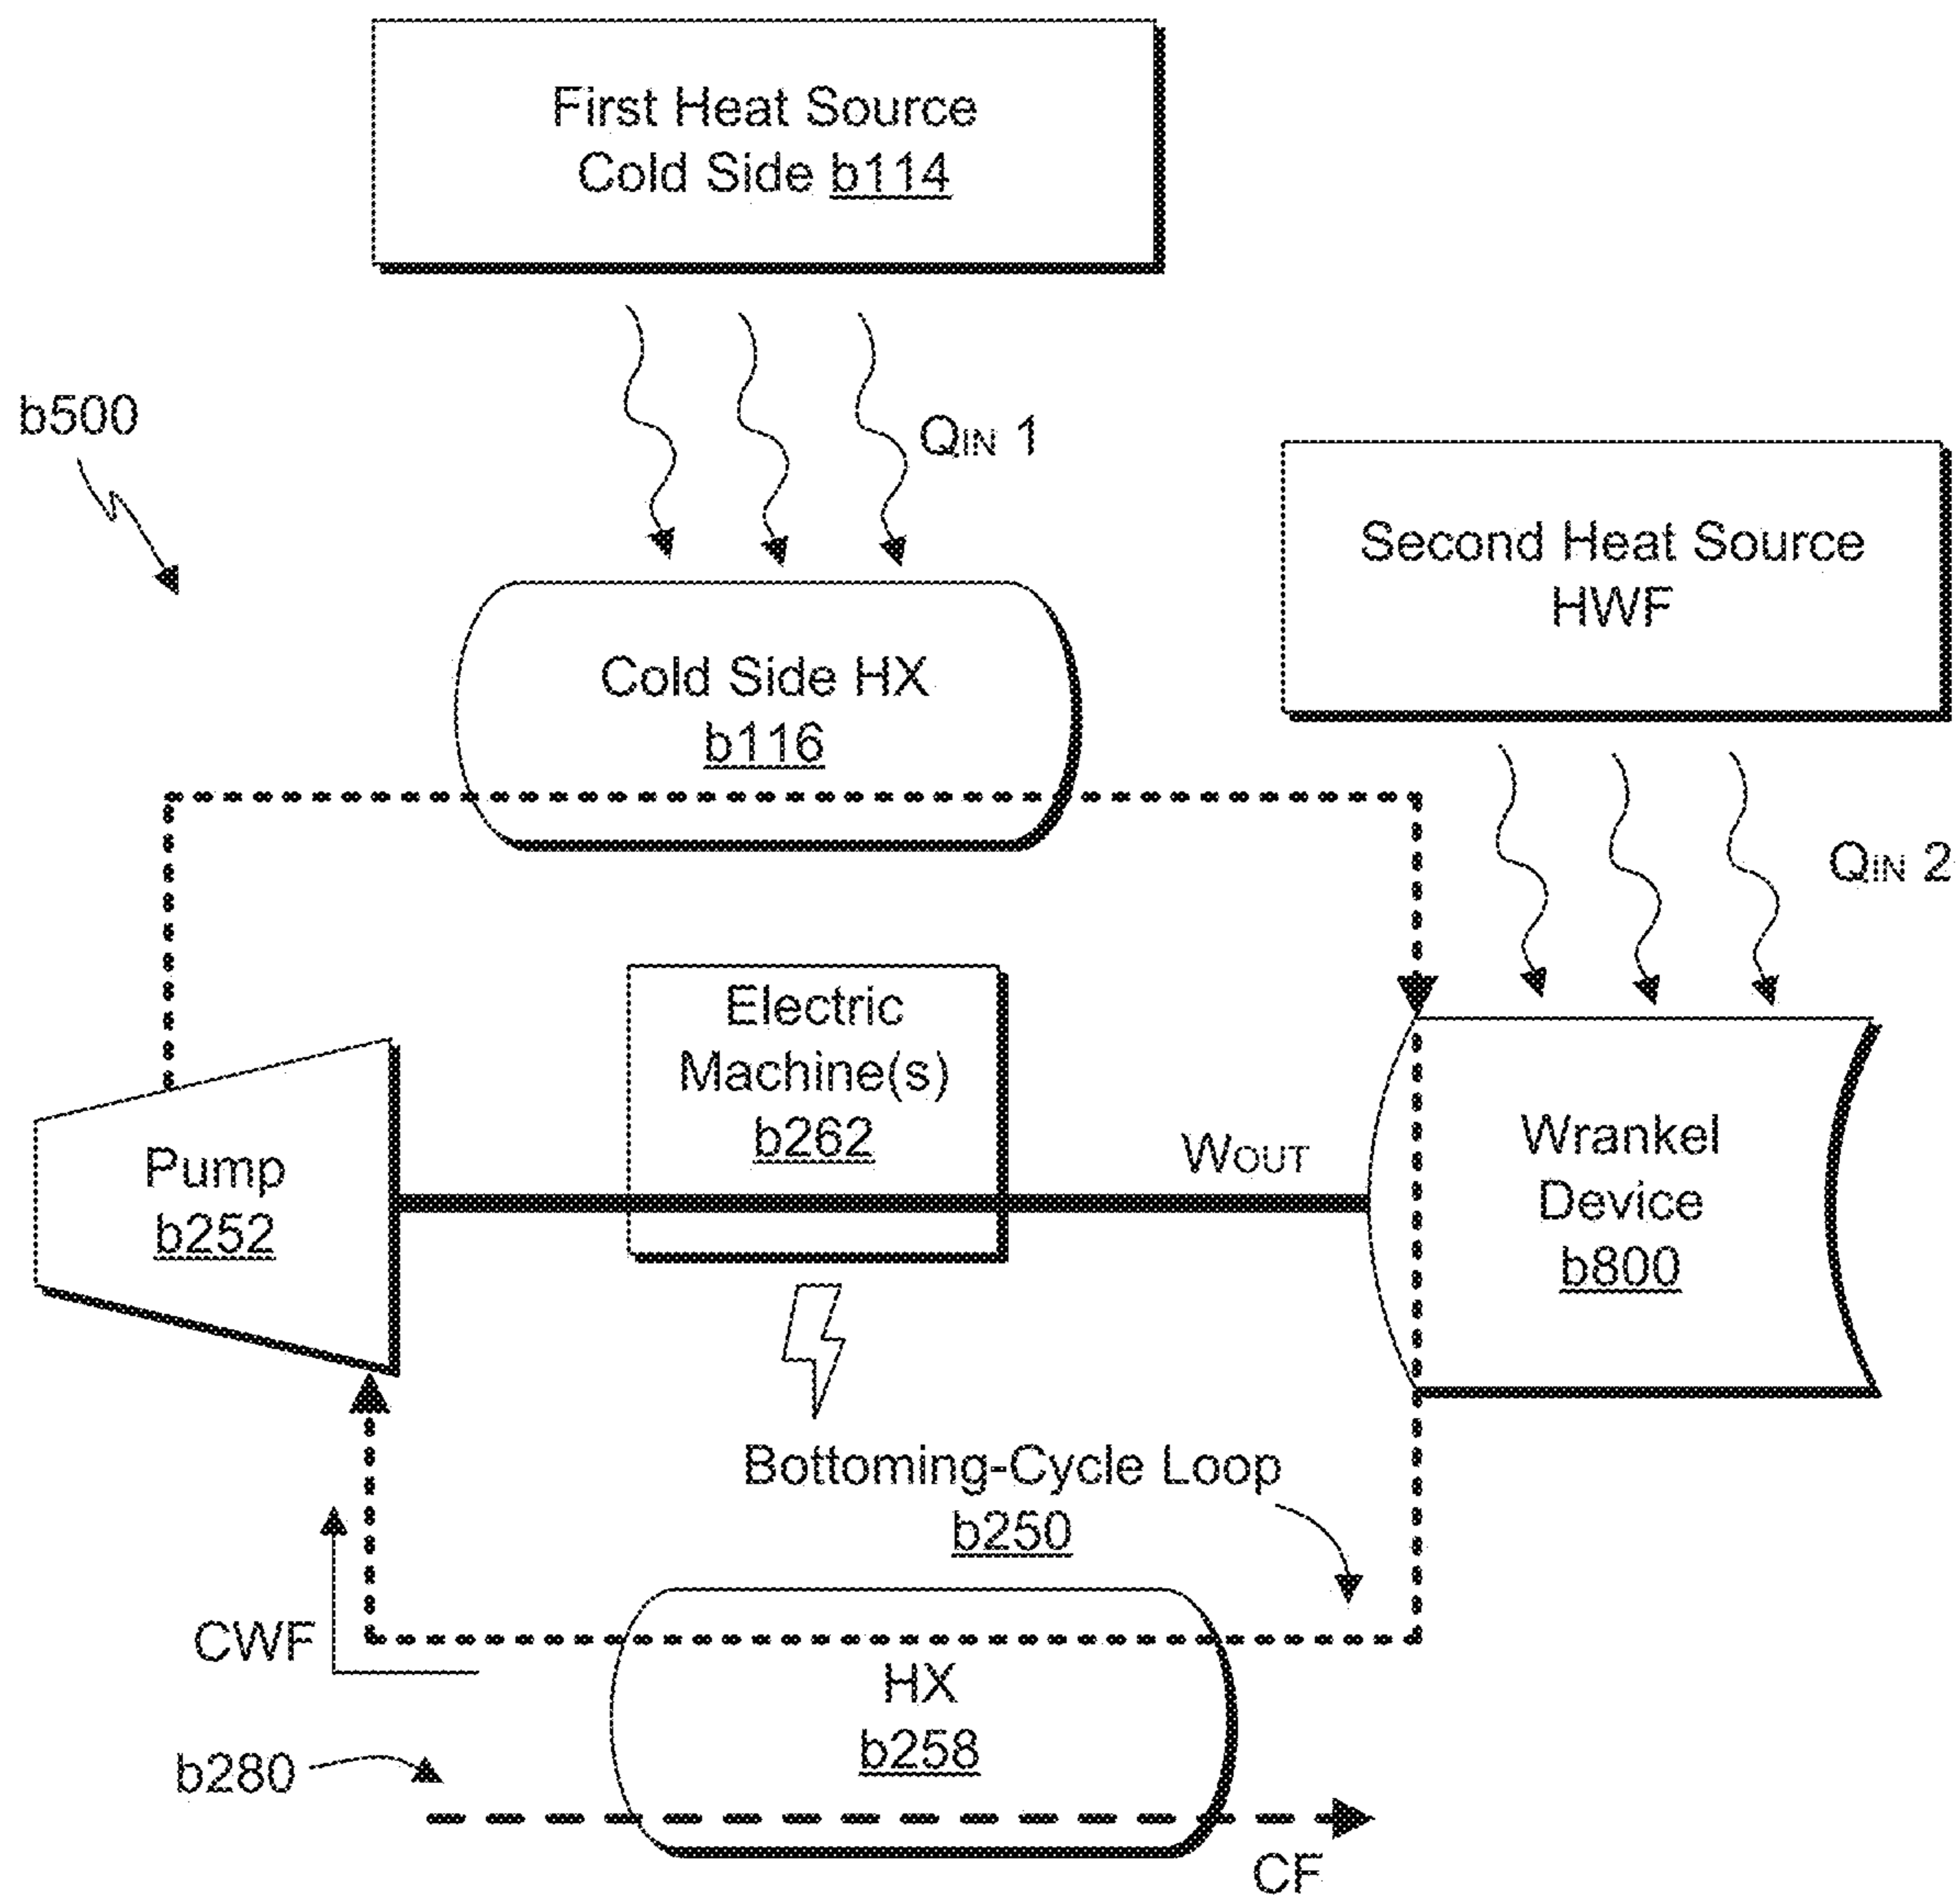 First Heat Source
Cold Side b114
b500
QIN 1
Second Heat Source
HWF
Cold Side HX
b116
QIN 2
Electric
Machine(s)
b262
Pump
b252
WOUT
Wrankel
Device
b800
Bottoming-Cycle Loop
b250
CWF
HX
b258
b280
CF